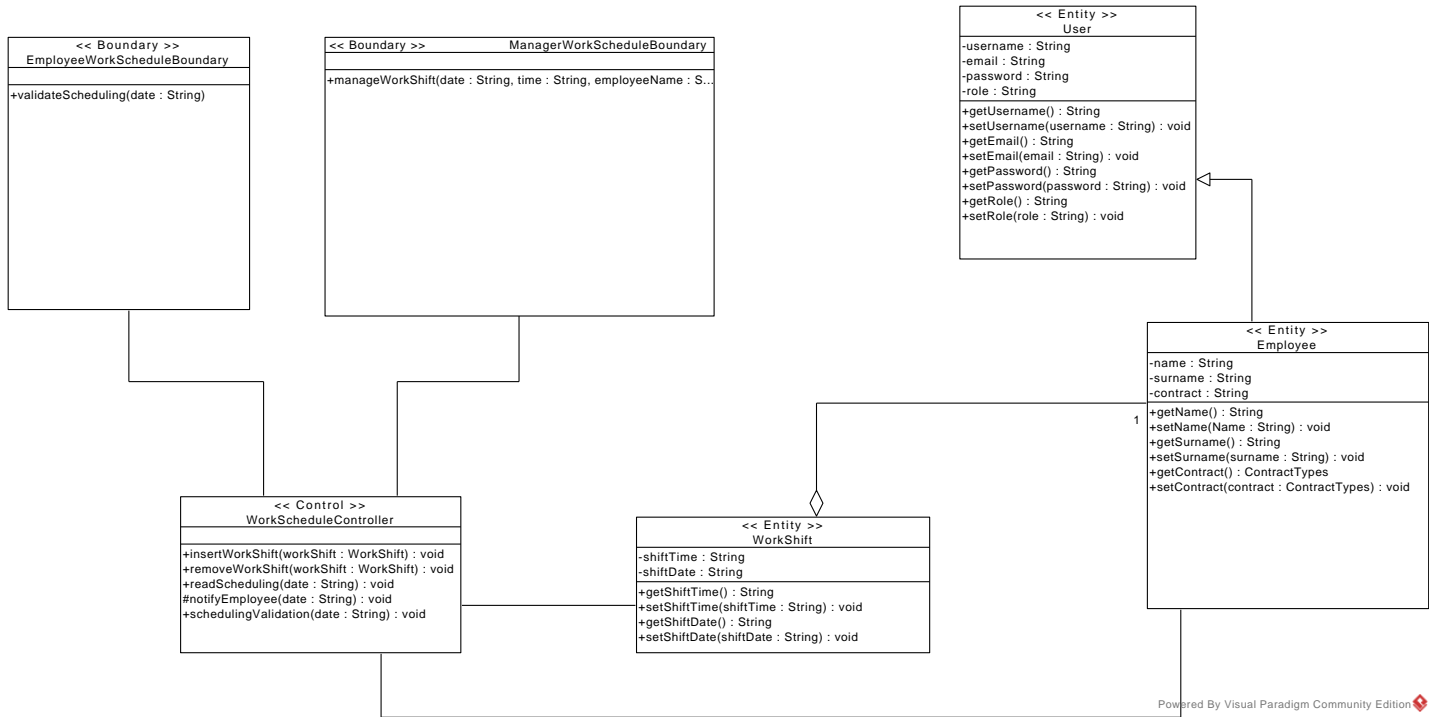 << Boundary >>
EmployeeWorkScheduleBoundary
+validateScheduling(date : String)
<< Boundary >> ManagerWorkScheduleBoundary
+manageWorkShift(date : String, time : String, employeeName : S...
<< Entity >>
User
-username : String
-email : String
-password : String
-role : String
+getUsername() : String
+setUsername(username : String) : void
+getEmail() : String
+setEmail(email : String) : void
+getPassword() : String
+setPassword(password : String) : void
+getRole() : String
+setRole(role : String) : void
<< Entity >>
Employee
-name : String
-surname : String
-contract : String
+getName() : String
+setName(Name : String) : void
+getSurname() : String
+setSurname(surname : String) : void
+getContract() : ContractTypes
+setContract(contract : ContractTypes) : void
1
<< Control >>
WorkScheduleController
+insertWorkShift(workShift : WorkShift) : void
+removeWorkShift(workShift : WorkShift) : void
+readScheduling(date : String) : void
#notifyEmployee(date : String) : void
+schedulingValidation(date : String) : void
<< Entity >>
WorkShift
-shiftTime : String
-shiftDate : String
+getShiftTime() : String
+setShiftTime(shiftTime : String) : void
+getShiftDate() : String
+setShiftDate(shiftDate : String) : void
Powered By Visual Paradigm Community Edition